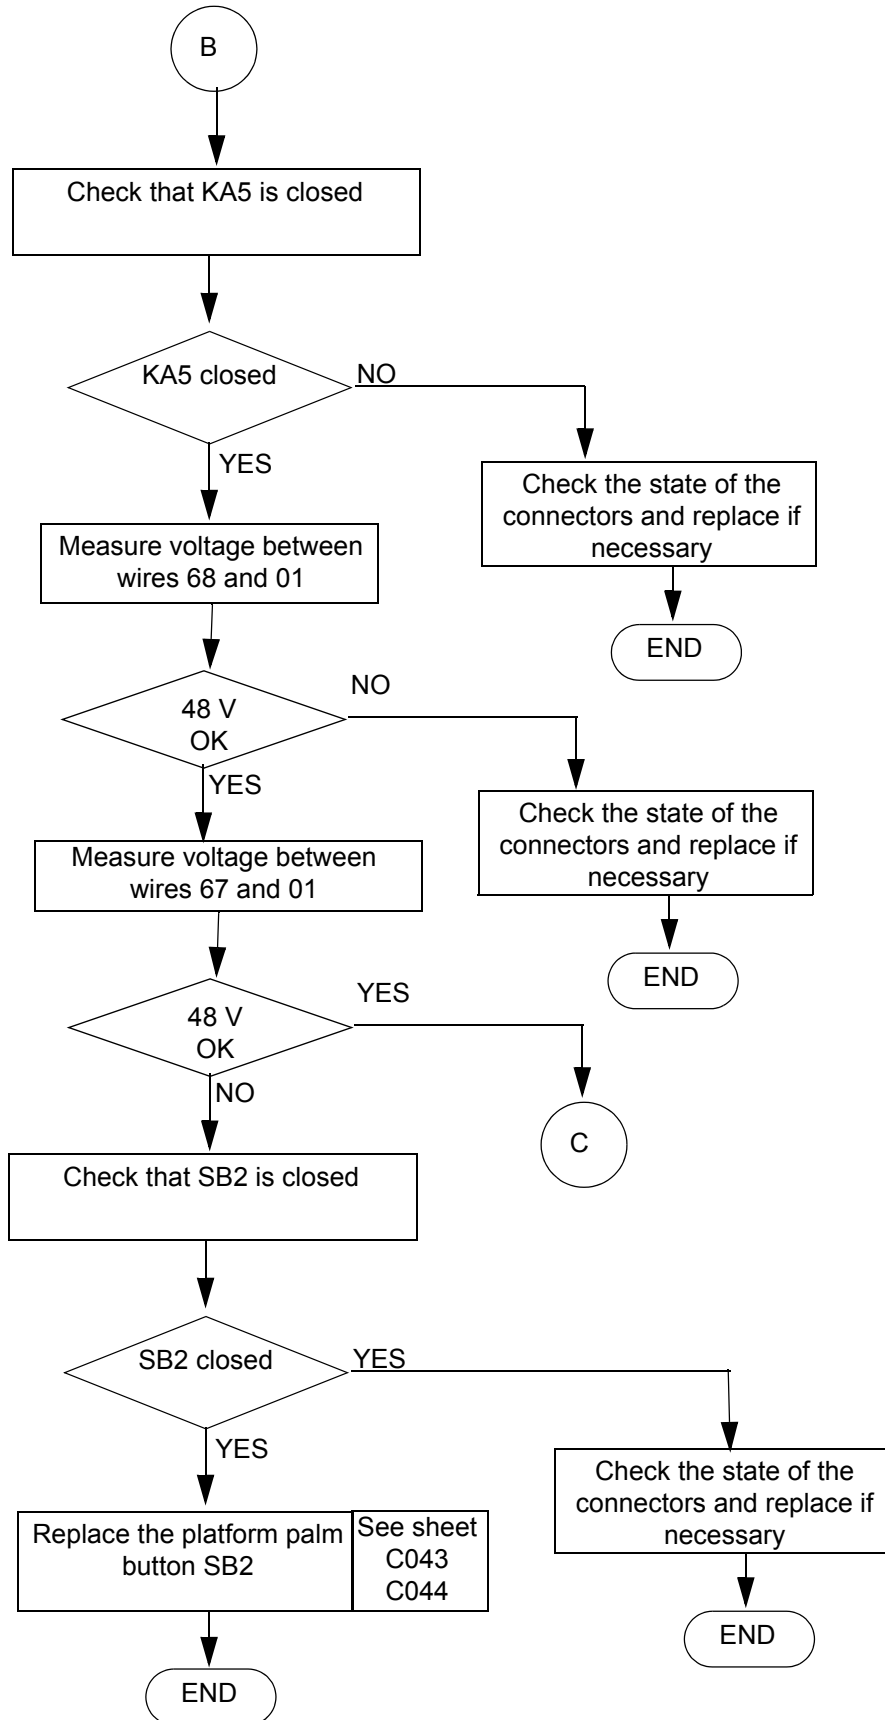 B
Check that KA5 is closed
KA5 closed
NO
YES
Check the state of the
connectors and replace if
necessary
END
Measure voltage between
wires 68 and 01
48 V
OK
NO
YES
Check the state of the
connectors and replace if
necessary
END
Measure voltage between
wires 67 and 01
48 V
OK
YES
NO
C
Check that SB2 is closed
SB2 closed
YES
YES
Check the state of the
connectors and replace if
necessary
END
Replace the platform palm
button SB2
See sheet
C043
C044
END